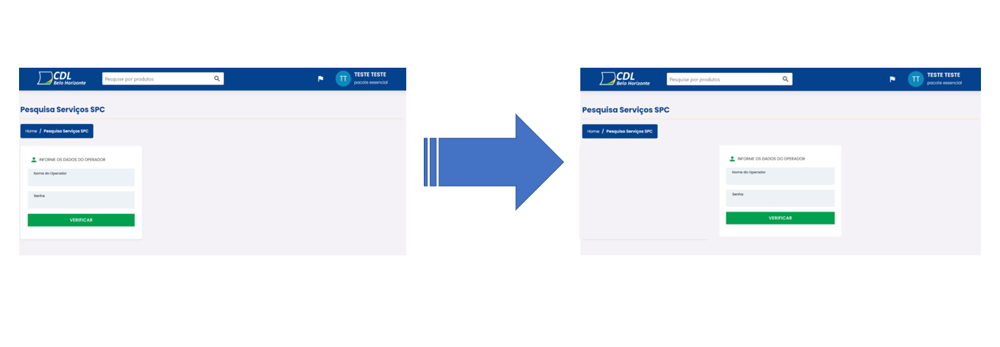 CDL
Belo Horizonte
Pesquise por produtos
TT
TESTE TESTE
pacote essencial
Pesquisa Serviços SPC
Home / Pesquisa Serviços SPC
INFORME OS DADOS DO OPERADOR
Nome do Operador
Senha
VERIFICAR
CDL
Belo Horizonte
Pesquise por produtos
TT
TESTE TESTE
pacote essencial
Pesquisa Serviços SPC
Home / Pesquisa Serviços SPC
INFORME OS DADOS DO OPERADOR
Nome do Operador
Senha
VERIFICAR